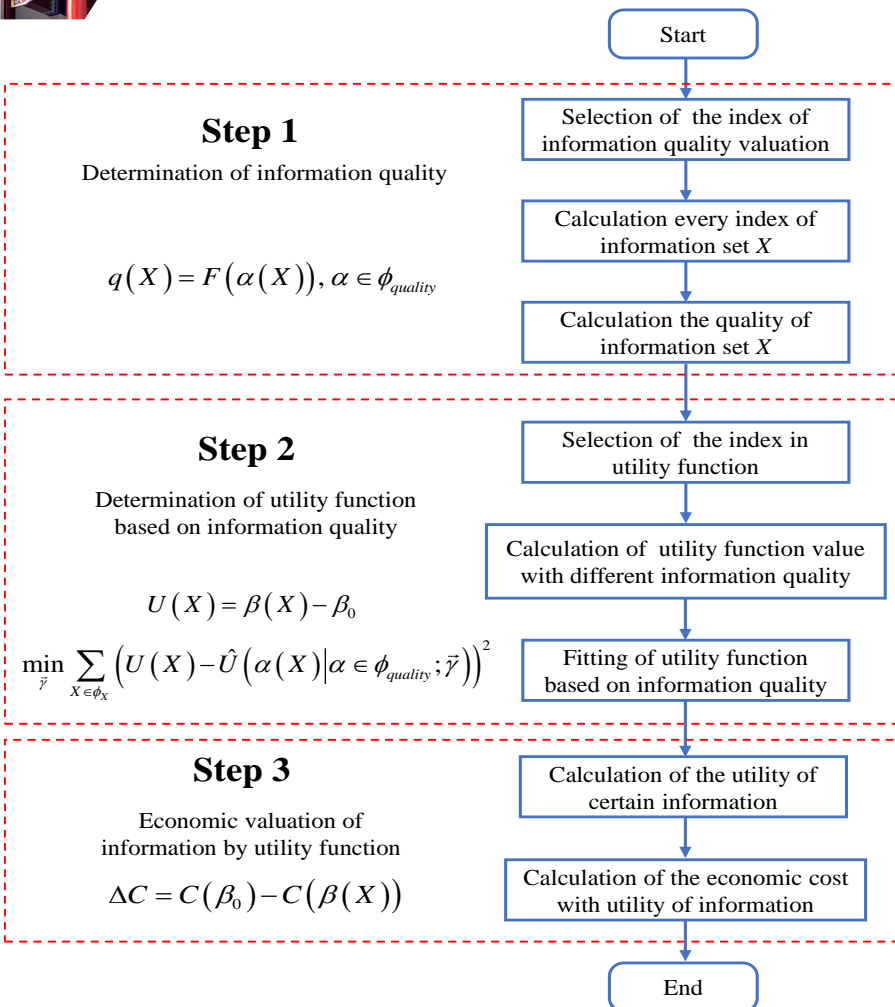 Start
Step 1
Determination of information quality
q(X) = F(α(X)), α ∈ ϕ_quality
Selection of the index of
information quality valuation
Calculation every index of
information set X
Calculation the quality of
information set X
Step 2
Determination of utility function
based on information quality
U(X) = β(X) − β₀
min_γ⃗ ∑_{X∈ϕ_X} (U(X) − Û(α(X)|α ∈ ϕ_quality; γ⃗))²
Selection of the index in
utility function
Calculation of utility function value
with different information quality
Fitting of utility function
based on information quality
Step 3
Economic valuation of
information by utility function
ΔC = C(β₀) − C(β(X))
Calculation of the utility of
certain information
Calculation of the economic cost
with utility of information
End